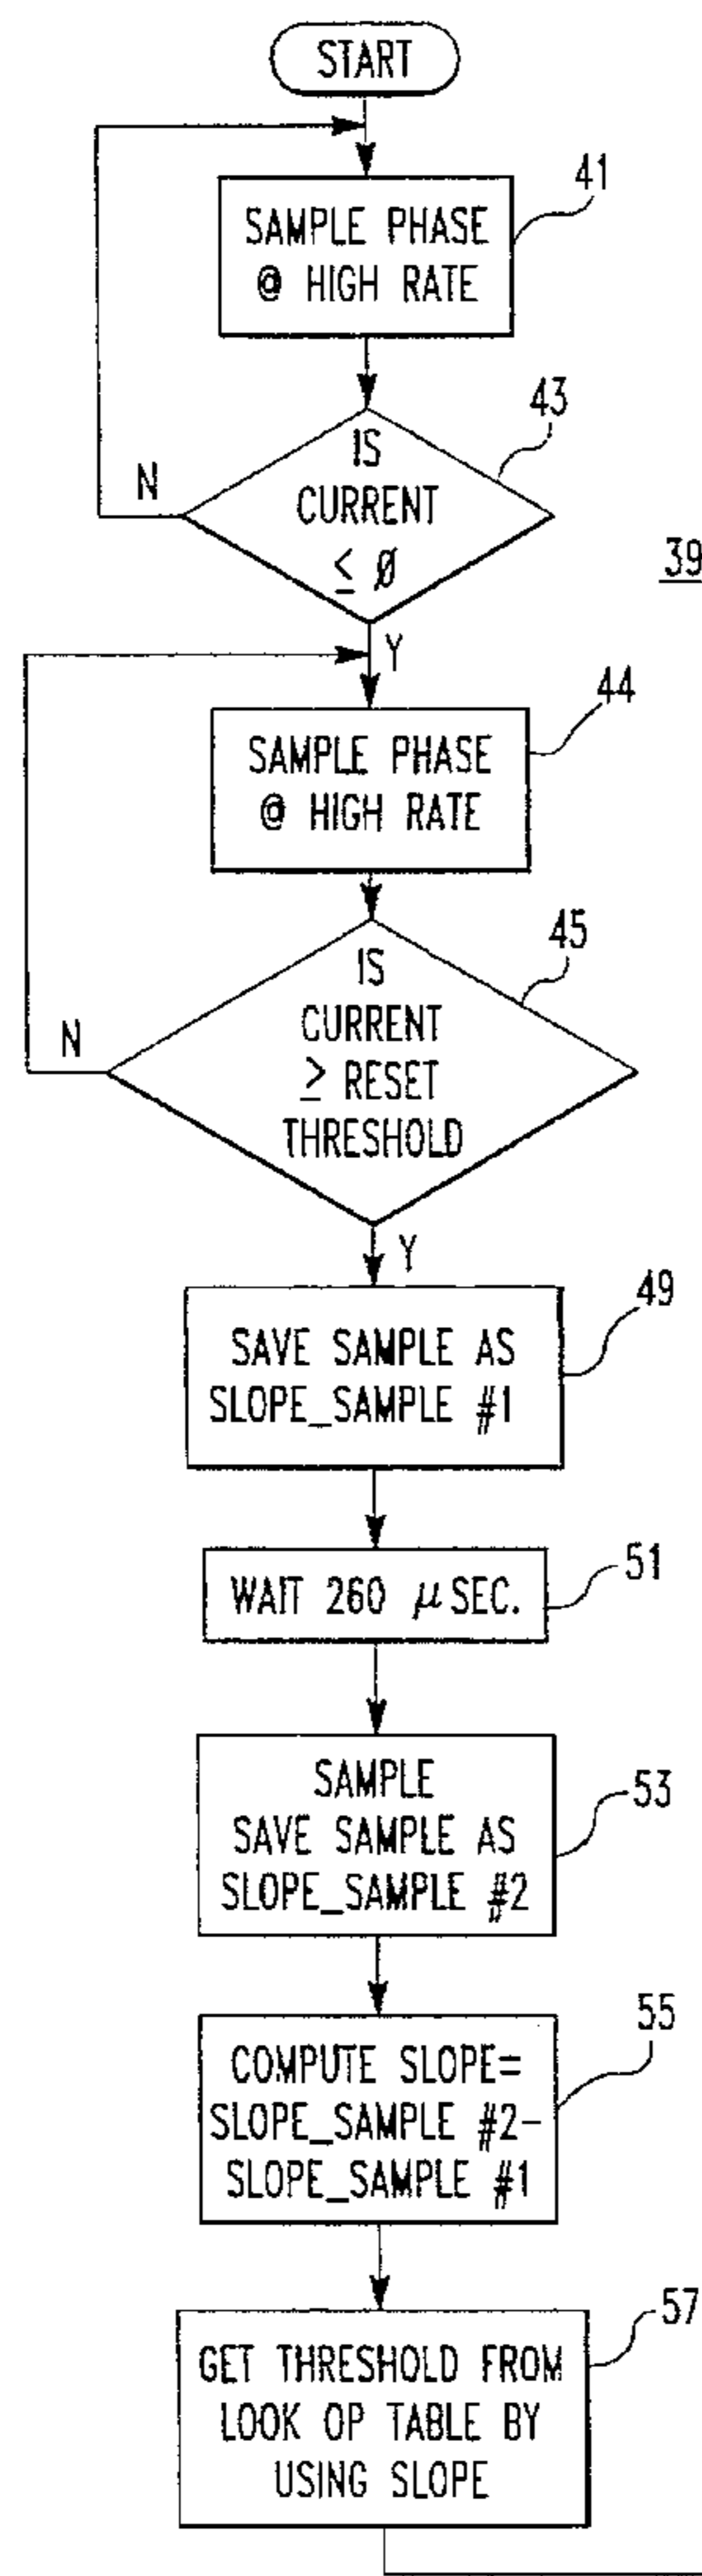 START
SAMPLE PHASE
@ HIGH RATE
41
IS
CURRENT
≤ Ø
43
N
39
Y
SAMPLE PHASE
@ HIGH RATE
44
IS
CURRENT
≥ RESET
THRESHOLD
45
N
Y
SAVE SAMPLE AS
SLOPE_SAMPLE #1
49
WAIT 260 μSEC.
51
SAMPLE
SAVE SAMPLE AS
SLOPE_SAMPLE #2
53
COMPUTE SLOPE=
SLOPE_SAMPLE #2-
SLOPE_SAMPLE #1
55
GET THRESHOLD FROM
LOOK OP TABLE BY
USING SLOPE
57